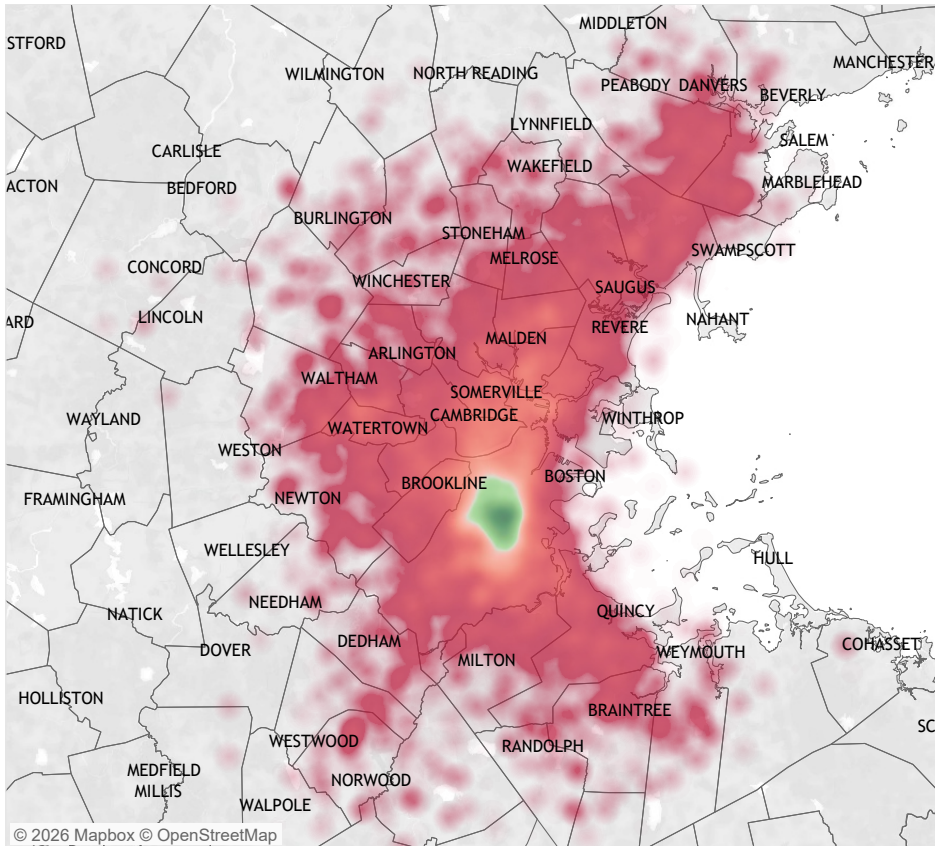 MIDDLETON
STFORD
WILMINGTON
NORTH READING
MANCHESTER
PEABODY
DANVERS
BEVERLY
LYNNFIELD
SALEM
CARLISLE
WAKEFIELD
ACTON
BEDFORD
MARBLEHEAD
BURLINGTON
STONEHAM
SWAMPSCOTT
MELROSE
CONCORD
WINCHESTER
SAUGUS
LINCOLN
NAHANT
ARD
REVERE
MALDEN
ARLINGTON
WALTHAM
SOMERVILLE
WAYLAND
CAMBRIDGE
WINTHROP
WATERTOWN
WESTON
BOSTON
BROOKLINE
FRAMINGHAM
NEWTON
WELLESLEY
HULL
NEEDHAM
NATICK
QUINCY
DEDHAM
COHASSET
DOVER
WEYMOUTH
MILTON
HOLLISTON
BRAINTREE
SC
WESTWOOD
RANDOLPH
MEDFIELD
NORWOOD
MILLIS
WALPOLE
© 2026 Mapbox © OpenStreetMap